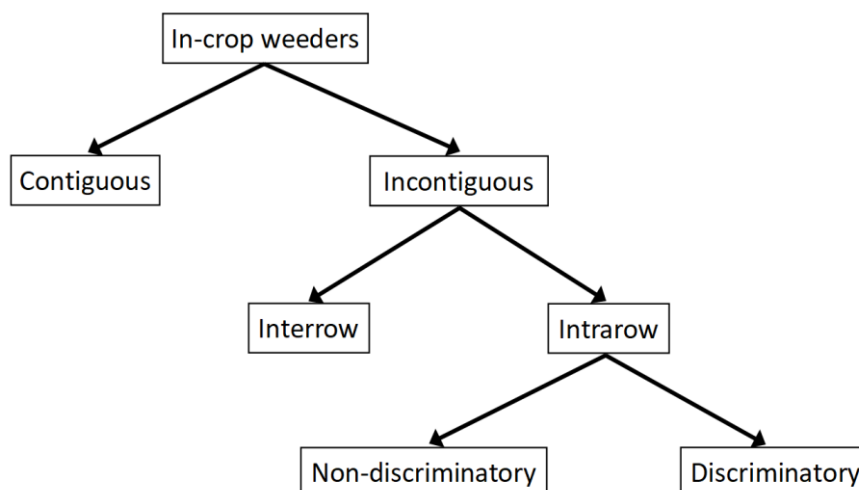 In-crop weeders
Contiguous
Incontiguous
Interrow
Intrarow
Non-discriminatory
Discriminatory